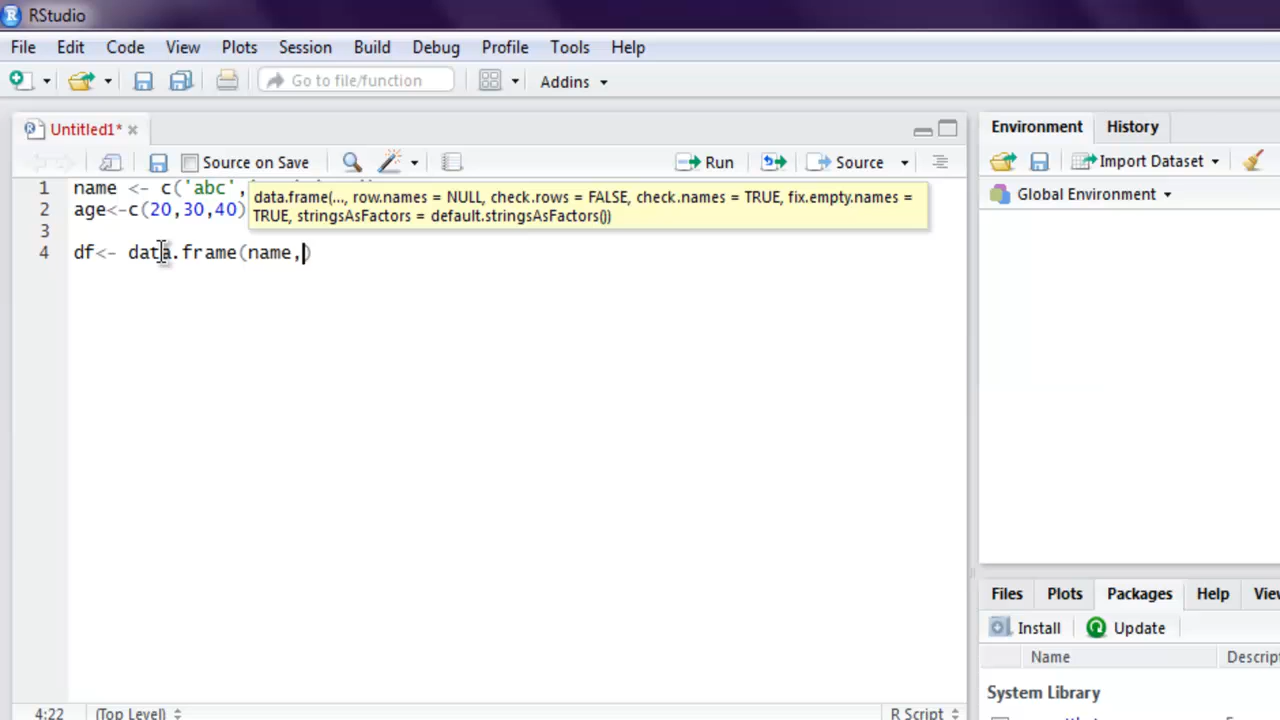 RStudio
File Edit Code View Plots Session Build Debug Profile Tools Help
Go to file/function Addins
Untitled1*
Source on Save Run Source
1 name <- c('abc',
2 age<-c(20,30,40)
data.frame(..., row.names = NULL, check.rows = FALSE, check.names = TRUE, fix.empty.names =
TRUE, stringsAsFactors = default.stringsAsFactors())
3
4 df<- data.frame(name,)
4:22 (Top Level) R Script
Environment History
Import Dataset
Global Environment
Files Plots Packages Help
Install Update
Name
System Library